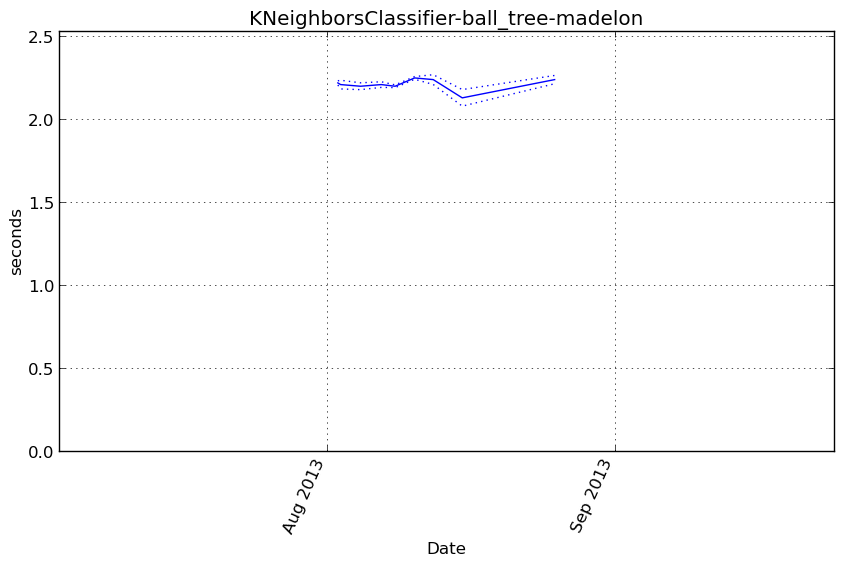 KNeighborsClassifier-ball_tree-madelon
2.5
2.0
1.5
1.0
0.5
0.0
seconds
Aug 2013
Sep 2013
Date